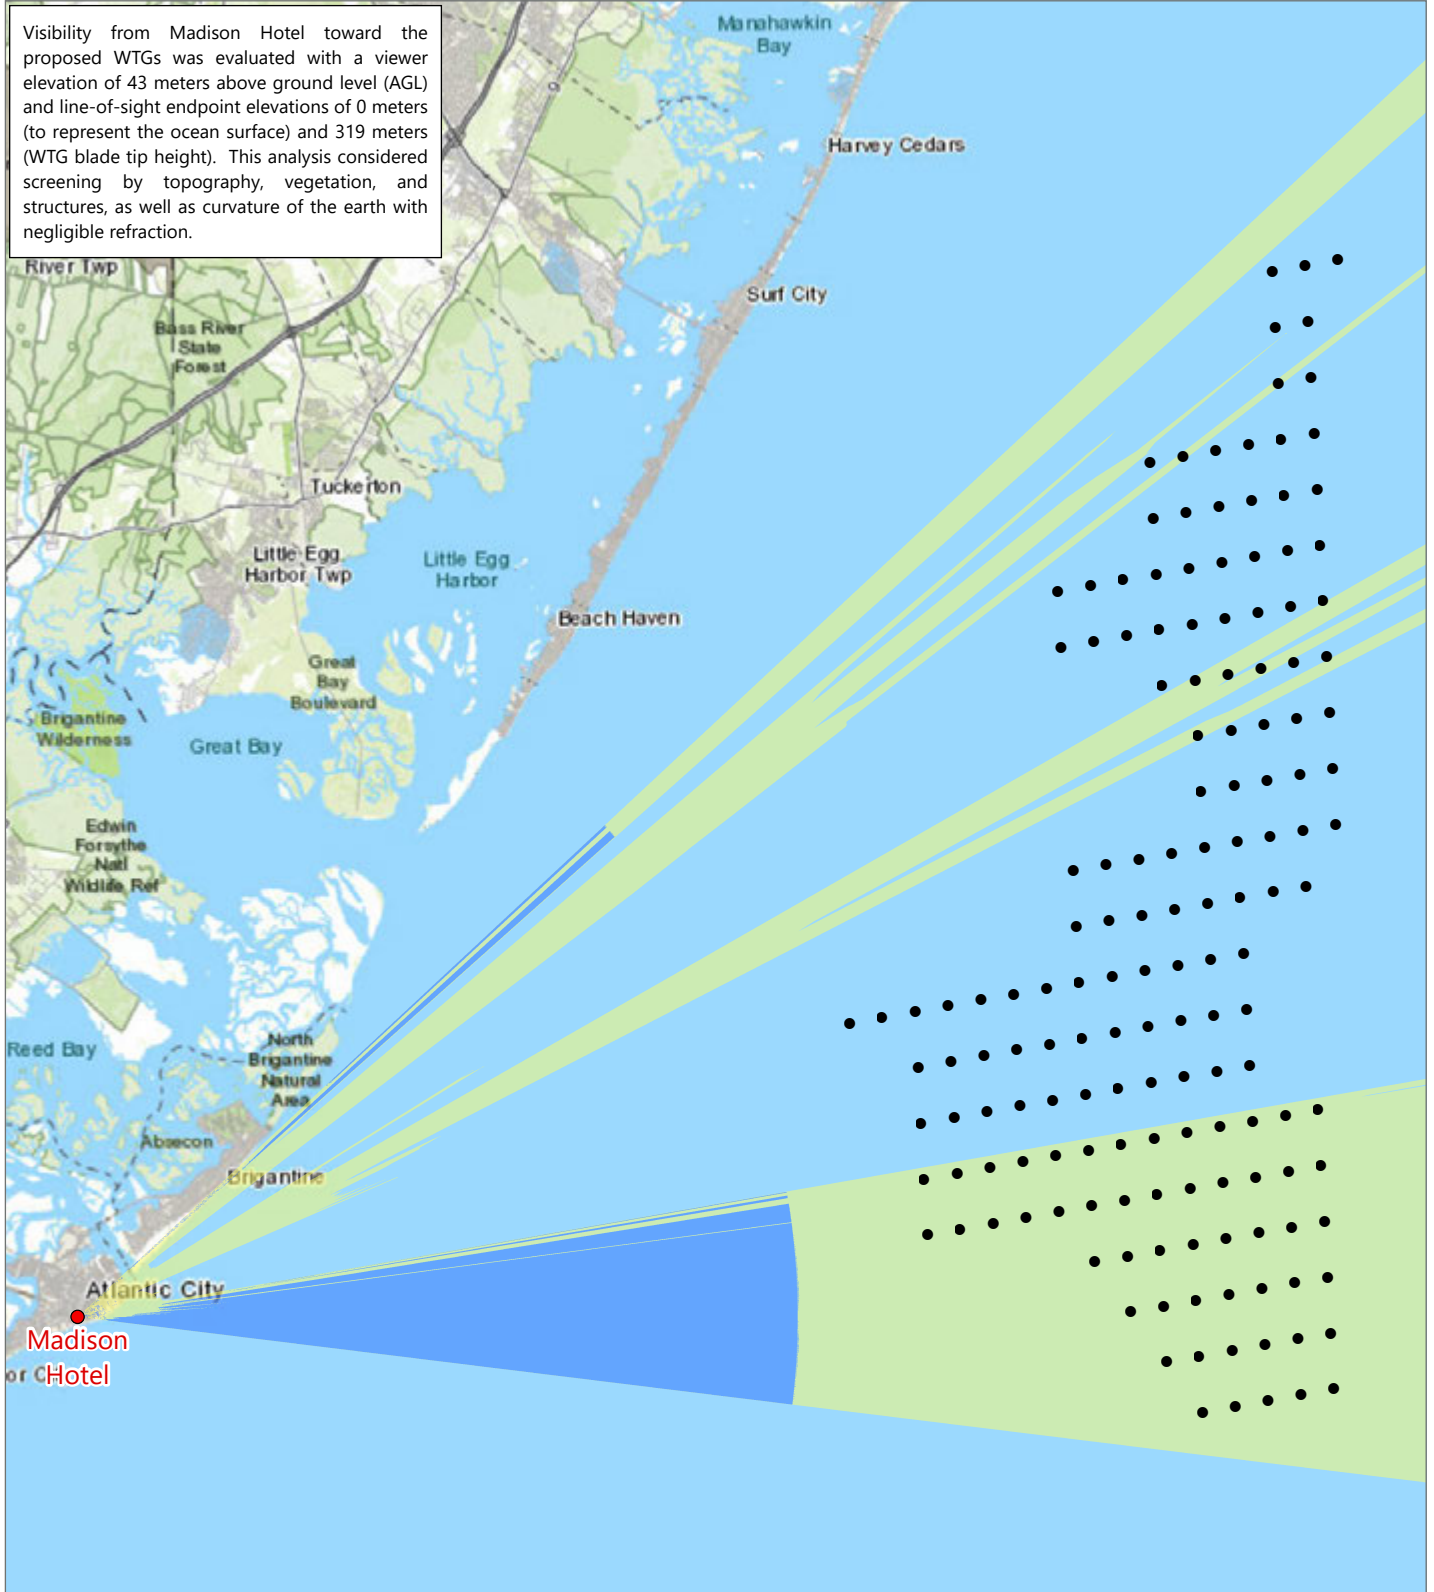 Visibility from Madison Hotel toward the
proposed WTGs was evaluated with a viewer
elevation of 43 meters above ground level (AGL)
and line-of-sight endpoint elevations of 0 meters
(to represent the ocean surface) and 319 meters
(WTG blade tip height). This analysis considered
screening by topography, vegetation, and
structures, as well as curvature of the earth with
negligible refraction.
Manahawkin
Bay
Harvey Cedars
River Twp
Surf City
Bass River
State
Forest
Tuckerton
Little Egg
Harbor Twp
Little Egg
Harbor
Beach Haven
Great
Bay
Boulevard
Brigantine
Wilderness
Great Bay
Edwin
Forsythe
Natl
Wildlife Ref
Reed Bay
North
Brigantine
Natural
Area
Absecon
Brigantine
Atlantic City
Madison
Hotel
or C